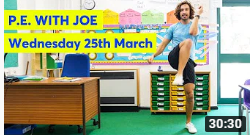 P.E. WITH JOE
Wednesday 25th March
30:30